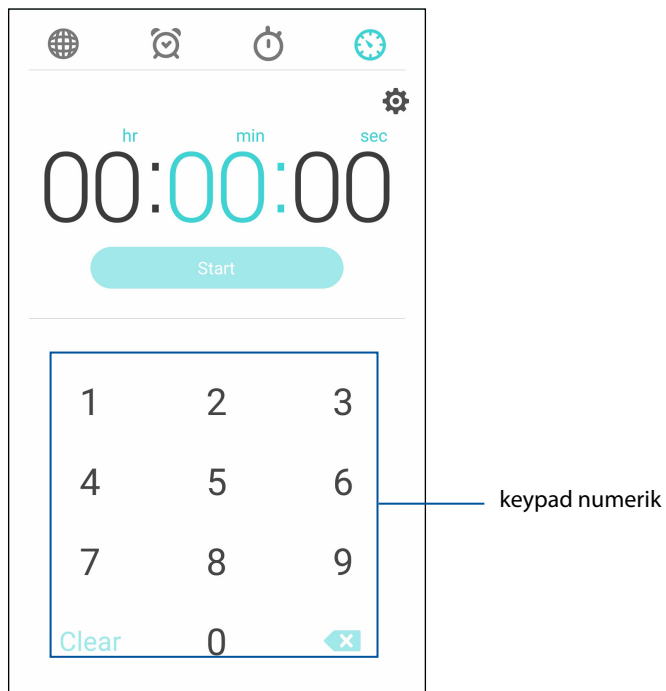 hr min sec
00:00:00
Start
1 2 3
4 5 6
keypad numerik
7 8 9
Clear 0